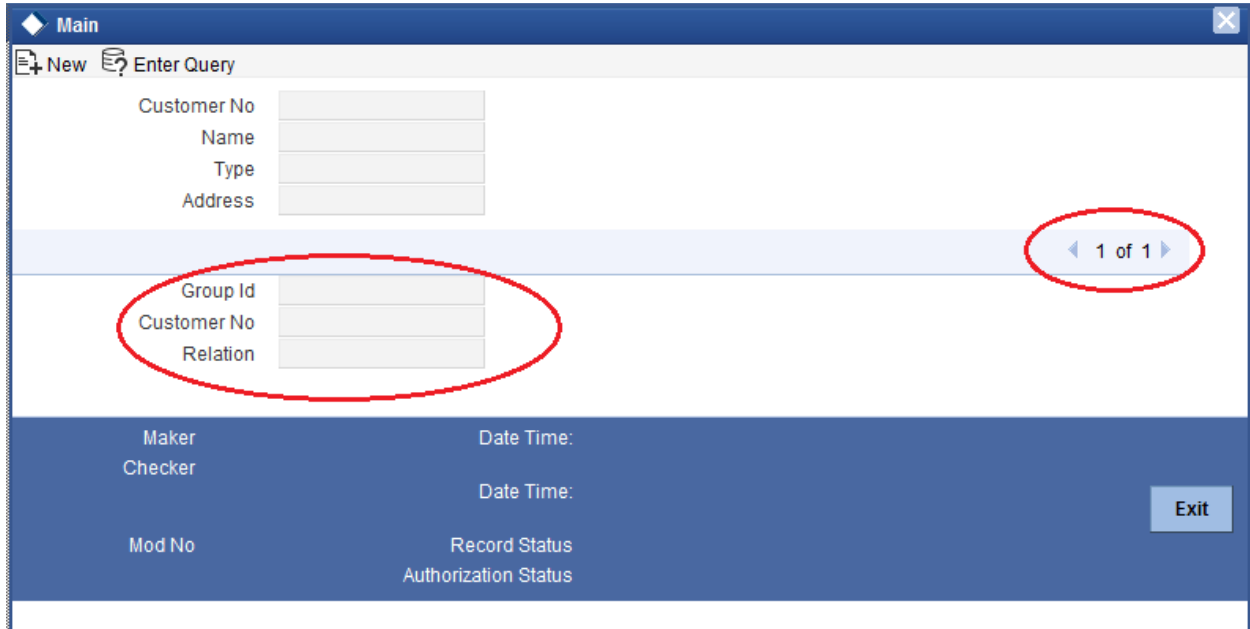 Main
New Enter Query
Customer No
Name
Type
Address
1 of 1
Group Id
Customer No
Relation
Maker Date Time:
Checker
Date Time:
Exit
Mod No Record Status
Authorization Status